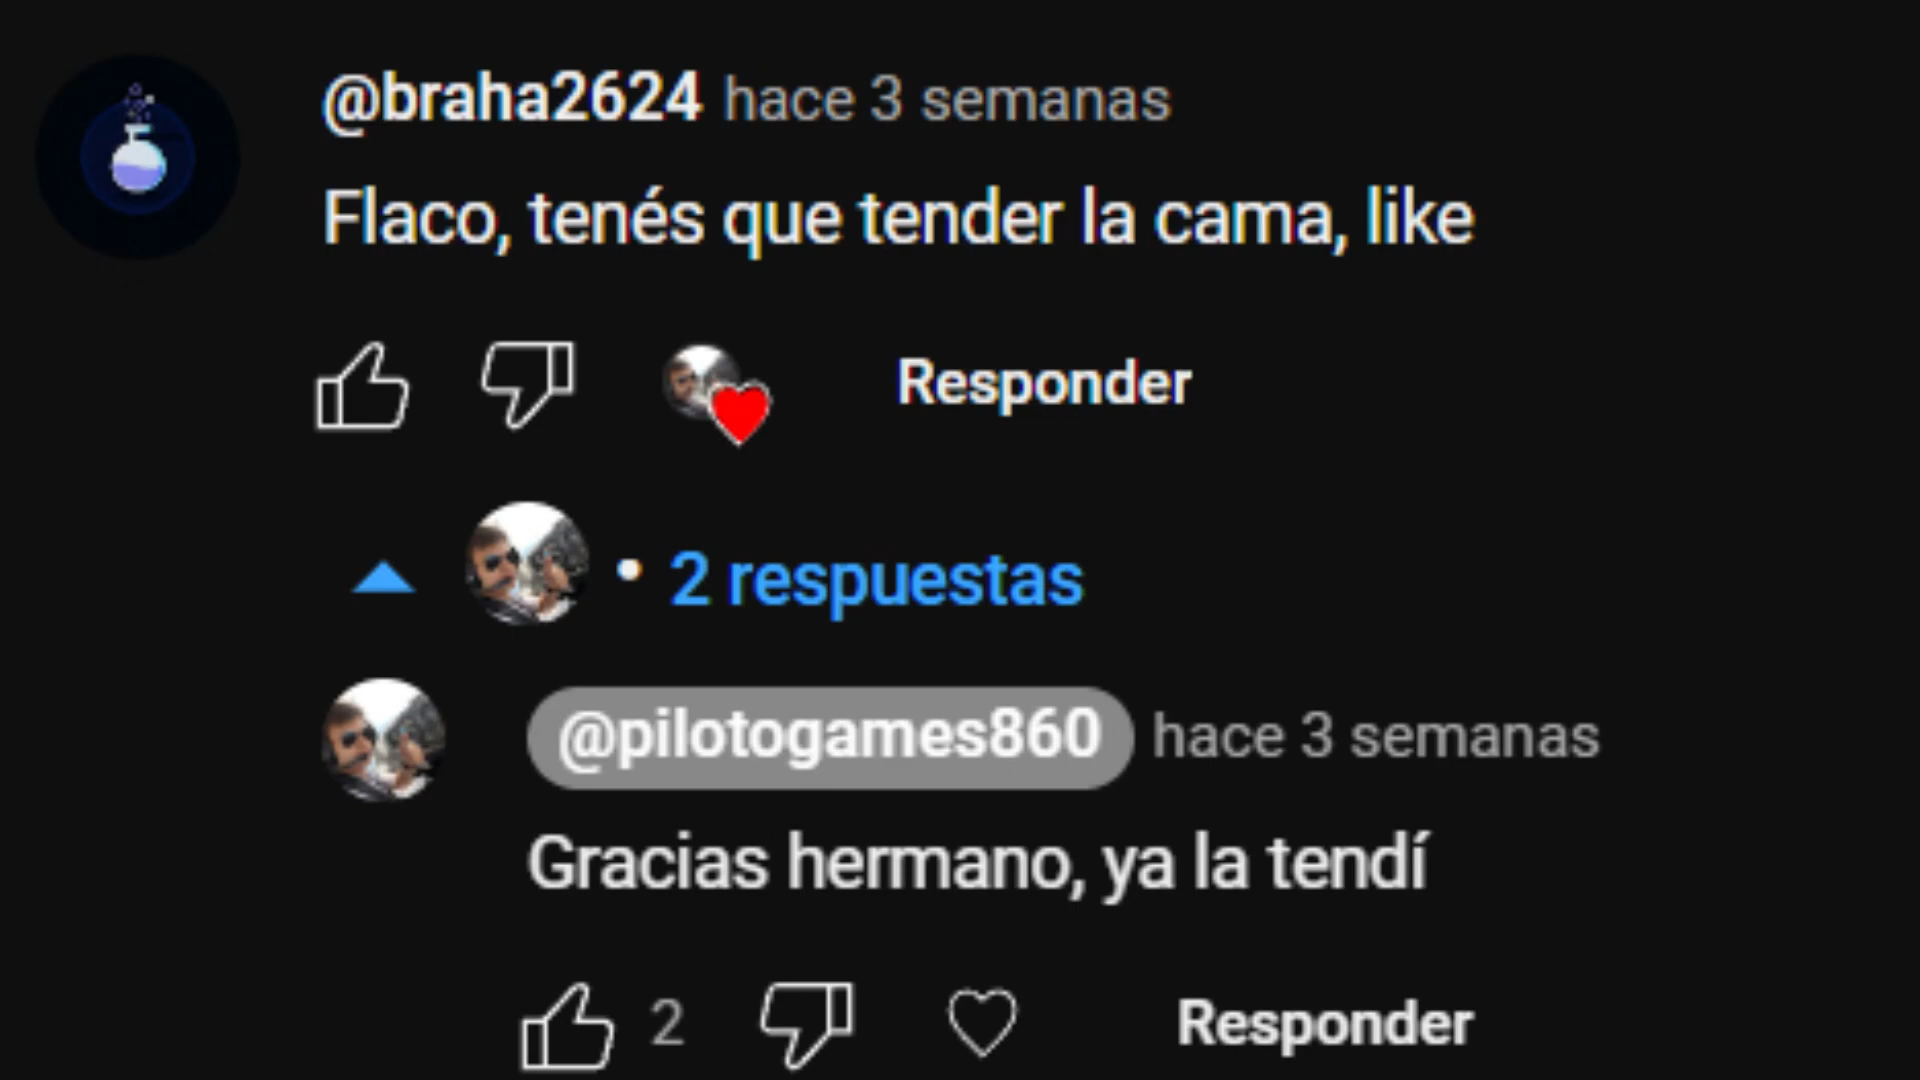 @braha2624 hace 3 semanas
Flaco, tenés que tender la cama, like
Responder
2 respuestas
@pilotogames860 hace 3 semanas
Gracias hermano, ya la tendí
2 Responder